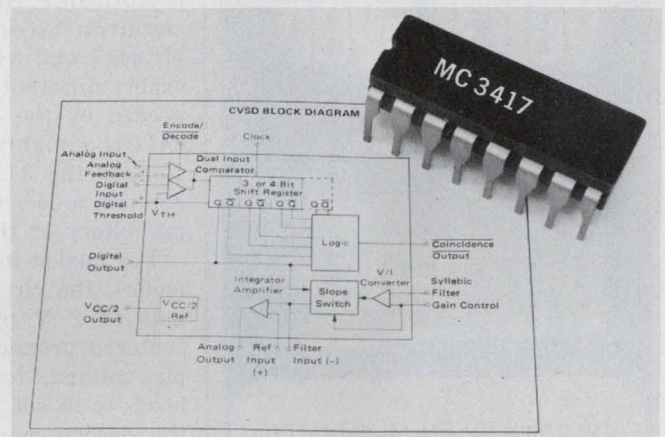 MC3417
CVSD BLOCK DIAGRAM
Encode/
Decode
Clock
Analog Input
Analog
Feedback
Digital
Input
Digital
Threshold
VTH
Dual Input
Comparator
3 or 4-Bit
Shift Register
Q Q̅ Q Q̅ Q Q̅ Q Q̅
Logic
Coincidence
Output
Digital
Output
Integrator
Amplifier
Slope
Switch
V/I
Converter
Syllabic
Filter
Gain Control
VCC/2
Output
VCC/2
Ref
Analog
Output
Ref
Input
(+)
Filter
Input (−)